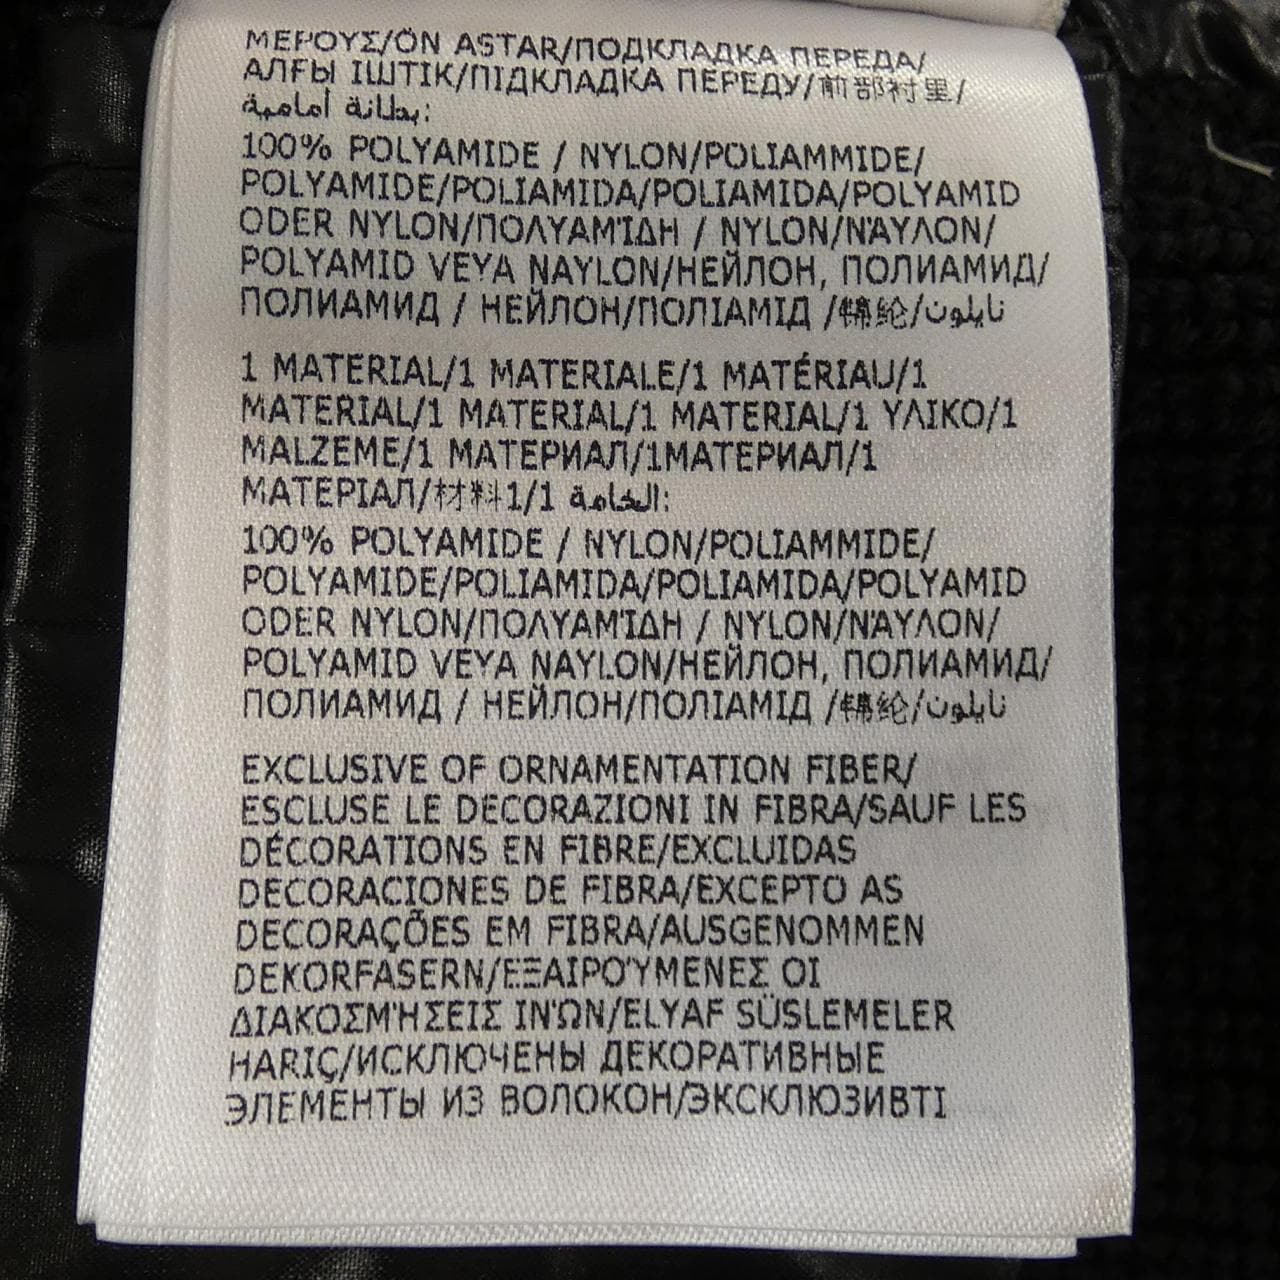 ΜΕΡΟΥΣ/ÖN ASTAR/ПОДКЛАДКА ПЕРЕДА/
АЛҒЫ ІШТІК/ПІДКЛАДКА ПЕРЕДУ/前部衬里/
بطانة أمامية:
100% POLYAMIDE / NYLON/POLIAMMIDE/
POLYAMIDE/POLIAMIDA/POLIAMIDA/POLYAMID
ODER NYLON/ΠΟΛΥΑΜΊΔΗ / NYLON/ΝΆΥΛΟΝ/
POLYAMID VEYA NAYLON/НЕЙЛОН, ПОЛИАМИД/
ПОЛИАМИД / НЕЙЛОН/ПОЛІАМІД /锦纶/نايلون
1 MATERIAL/1 MATERIALE/1 MATÉRIAU/1
MATERIAL/1 MATERIAL/1 MATERIAL/1 ΥΛΙΚΟ/1
MALZEME/1 МАТЕРИАЛ/1МАТЕРИАЛ/1
МАТЕРІАЛ/材料1/1 الخامة:
100% POLYAMIDE / NYLON/POLIAMMIDE/
POLYAMIDE/POLIAMIDA/POLIAMIDA/POLYAMID
ODER NYLON/ΠΟΛΥΑΜΊΔΗ / NYLON/ΝΆΥΛΟΝ/
POLYAMID VEYA NAYLON/НЕЙЛОН, ПОЛИАМИД/
ПОЛИАМИД / НЕЙЛОН/ПОЛІАМІД /锦纶/نايلون
EXCLUSIVE OF ORNAMENTATION FIBER/
ESCLUSE LE DECORAZIONI IN FIBRA/SAUF LES
DÉCORATIONS EN FIBRE/EXCLUIDAS
DECORACIONES DE FIBRA/EXCEPTO AS
DECORAÇÕES EM FIBRA/AUSGENOMMEN
DEKORFASERN/ΕΞΑΙΡΟΎΜΕΝΕΣ ΟΙ
ΔΙΑΚΟΣΜΉΣΕΙΣ ΙΝΏΝ/ELYAF SÜSLEMELER
HARIÇ/ИСКЛЮЧЕНЫ ДЕКОРАТИВНЫЕ
ЭЛЕМЕНТЫ ИЗ ВОЛОКОН/ЭКСКЛЮЗИВТІ